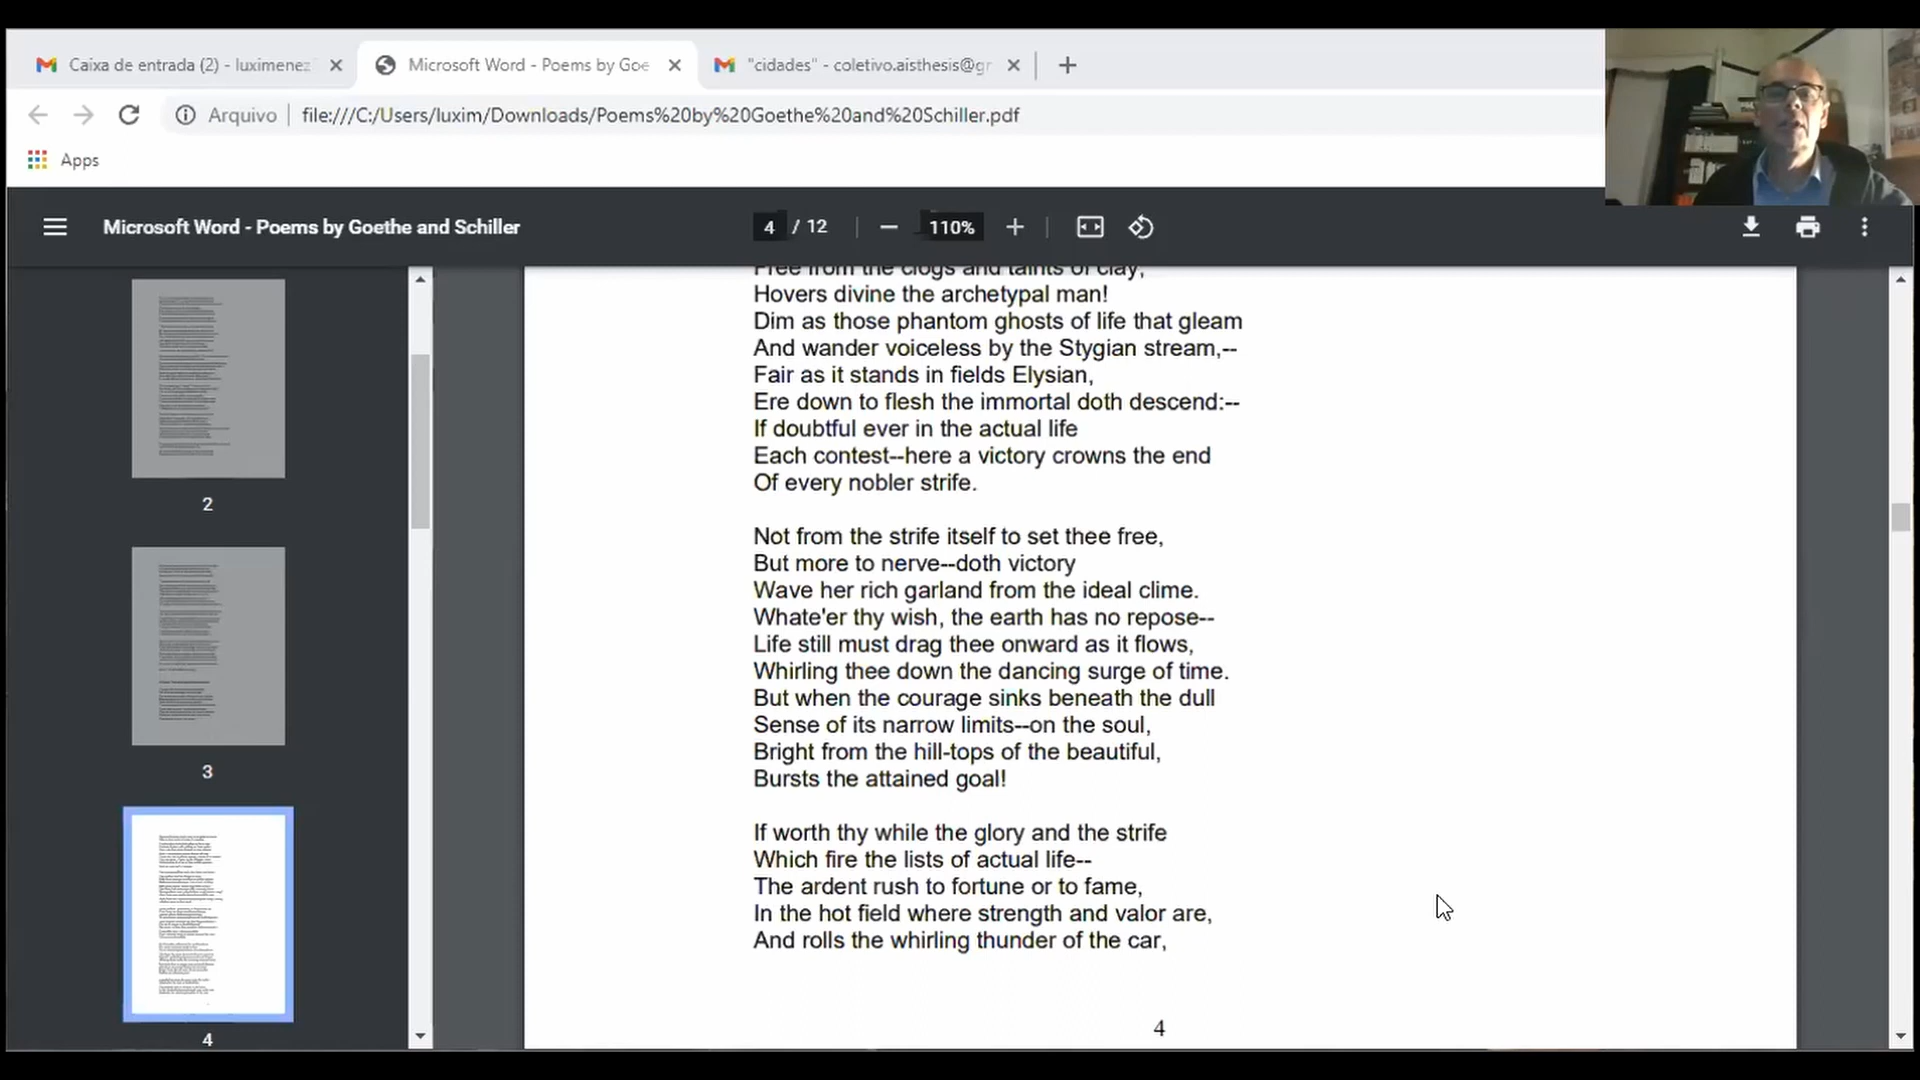 Caixa de entrada (2) - luximenez
Microsoft Word - Poems by Goe
"cidades" - coletivo.aisthesis@gr
Arquivo
file:///C:/Users/luxim/Downloads/Poems%20by%20Goethe%20and%20Schiller.pdf
Apps
Microsoft Word - Poems by Goethe and Schiller
4 / 12
110%
2
3
4
Free from the clogs and taints of clay,
Hovers divine the archetypal man!
Dim as those phantom ghosts of life that gleam
And wander voiceless by the Stygian stream,--
Fair as it stands in fields Elysian,
Ere down to flesh the immortal doth descend:--
If doubtful ever in the actual life
Each contest--here a victory crowns the end
Of every nobler strife.
Not from the strife itself to set thee free,
But more to nerve--doth victory
Wave her rich garland from the ideal clime.
Whate'er thy wish, the earth has no repose--
Life still must drag thee onward as it flows,
Whirling thee down the dancing surge of time.
But when the courage sinks beneath the dull
Sense of its narrow limits--on the soul,
Bright from the hill-tops of the beautiful,
Bursts the attained goal!
If worth thy while the glory and the strife
Which fire the lists of actual life--
The ardent rush to fortune or to fame,
In the hot field where strength and valor are,
And rolls the whirling thunder of the car,
4